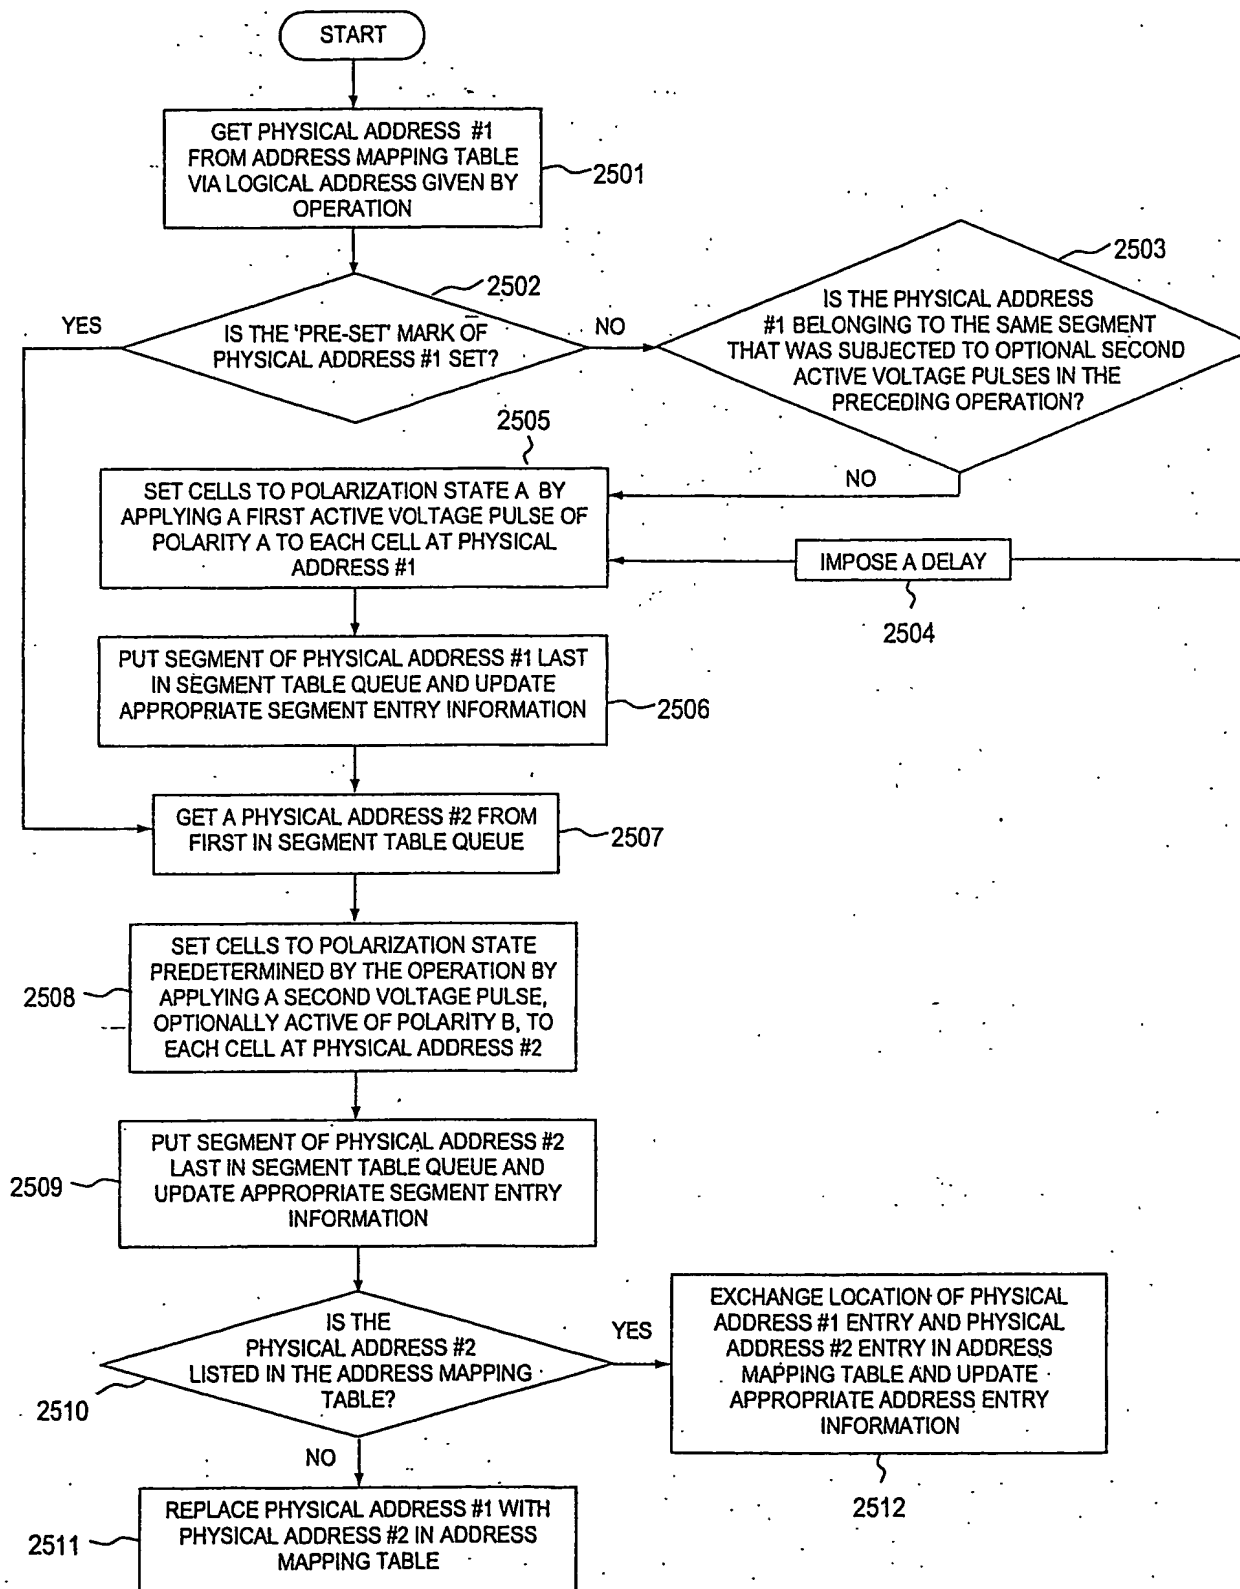 START
GET PHYSICAL ADDRESS #1
FROM ADDRESS MAPPING TABLE
VIA LOGICAL ADDRESS GIVEN BY
OPERATION
2501
2502
YES
IS THE 'PRE-SET' MARK OF
PHYSICAL ADDRESS #1 SET?
NO
2503
IS THE PHYSICAL ADDRESS
#1 BELONGING TO THE SAME SEGMENT
THAT WAS SUBJECTED TO OPTIONAL SECOND
ACTIVE VOLTAGE PULSES IN THE
PRECEDING OPERATION?
NO
2505
SET CELLS TO POLARIZATION STATE A BY
APPLYING A FIRST ACTIVE VOLTAGE PULSE OF
POLARITY A TO EACH CELL AT PHYSICAL
ADDRESS #1
IMPOSE A DELAY
2504
PUT SEGMENT OF PHYSICAL ADDRESS #1 LAST
IN SEGMENT TABLE QUEUE AND UPDATE
APPROPRIATE SEGMENT ENTRY INFORMATION
2506
GET A PHYSICAL ADDRESS #2 FROM
FIRST IN SEGMENT TABLE QUEUE
2507
SET CELLS TO POLARIZATION STATE
PREDETERMINED BY THE OPERATION BY
APPLYING A SECOND VOLTAGE PULSE,
OPTIONALLY ACTIVE OF POLARITY B, TO
EACH CELL AT PHYSICAL ADDRESS #2
2508
PUT SEGMENT OF PHYSICAL ADDRESS #2
LAST IN SEGMENT TABLE QUEUE AND
UPDATE APPROPRIATE SEGMENT ENTRY
INFORMATION
2509
IS THE
PHYSICAL ADDRESS #2
LISTED IN THE ADDRESS MAPPING
TABLE?
2510
YES
NO
EXCHANGE LOCATION OF PHYSICAL
ADDRESS #1 ENTRY AND PHYSICAL
ADDRESS #2 ENTRY IN ADDRESS
MAPPING TABLE AND UPDATE
APPROPRIATE ADDRESS ENTRY
INFORMATION
2512
REPLACE PHYSICAL ADDRESS #1 WITH
PHYSICAL ADDRESS #2 IN ADDRESS
MAPPING TABLE
2511